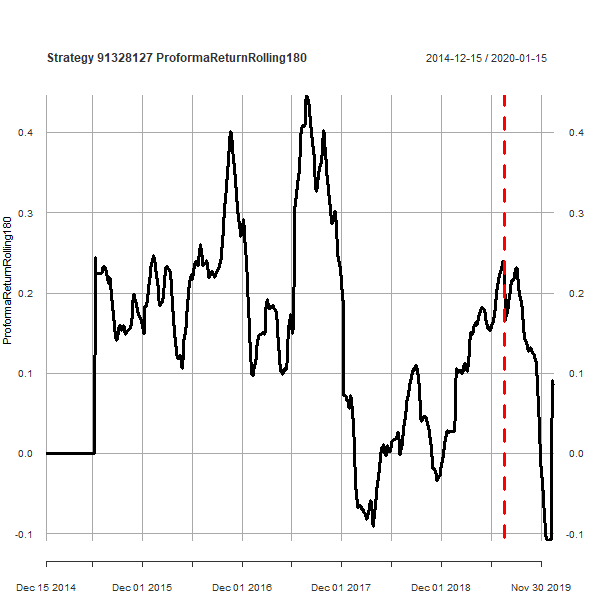 Strategy 91328127 ProformaReturnRolling180
2014-12-15 / 2020-01-15
ProformaReturnRolling180
0.4 0.4
0.3 0.3
0.2 0.2
0.1 0.1
0.0 0.0
-0.1 -0.1
Dec 15 2014 Dec 01 2015 Dec 01 2016 Dec 01 2017 Dec 01 2018 Nov 30 2019